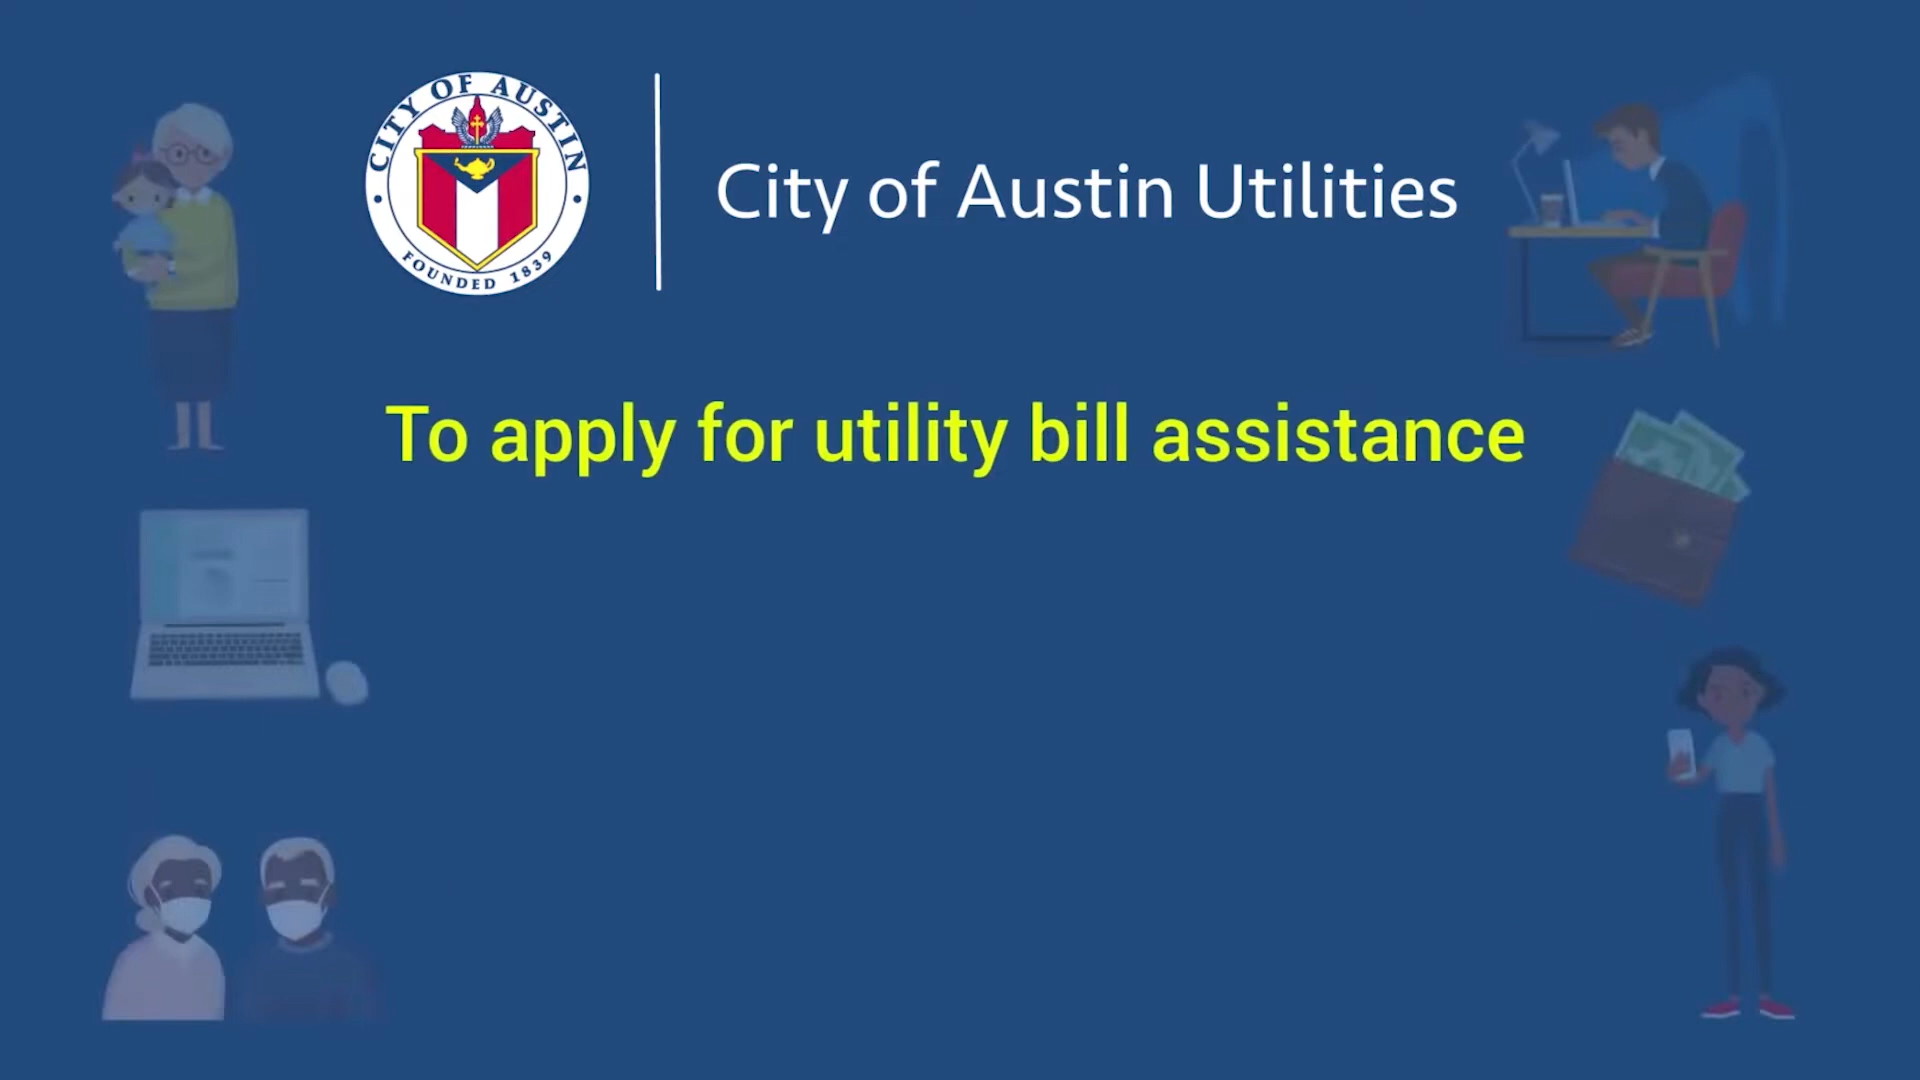 CITY OF AUSTIN
FOUNDED 1839
City of Austin Utilities
To apply for utility bill assistance